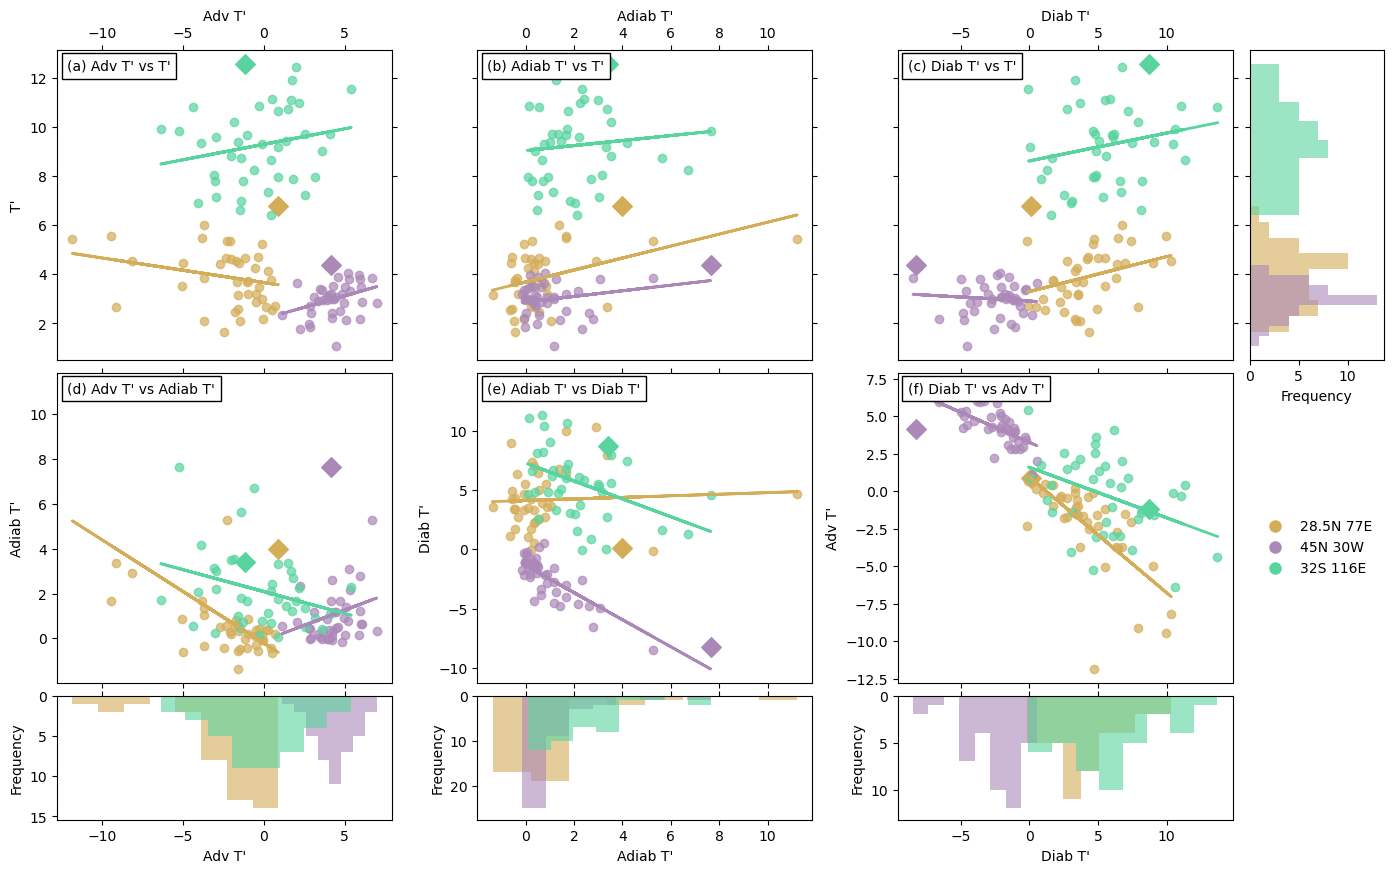 Adv T' Adiab T' Diab T'
−10 −5 0 5 0 2 4 6 8 10 −5 0 5 10
(a) Adv T' vs T' (b) Adiab T' vs T' (c) Diab T' vs T'
12
10
8
T'
6
4
2
0 5 10
Frequency
(d) Adv T' vs Adiab T' (e) Adiab T' vs Diab T' (f) Diab T' vs Adv T'
10
8
6
Adiab T'
4
2
0
10
5
Diab T'
0
−5
−10
7.5
5.0
2.5
0.0
Adv T'
−2.5
−5.0
−7.5
−10.0
−12.5
28.5N 77E
45N 30W
32S 116E
0
5
Frequency
10
15
0
Frequency
10
20
0
Frequency
5
10
−10 −5 0 5 0 2 4 6 8 10 −5 0 5 10
Adv T' Adiab T' Diab T'